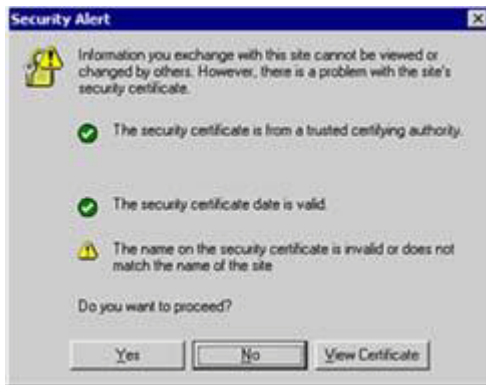 Security Alert
Information you exchange with this site cannot be viewed or
changed by others. However, there is a problem with the site's
security certificate.
The security certificate is from a trusted certifying authority.
The security certificate date is valid.
The name on the security certificate is invalid or does not
match the name of the site
Do you want to proceed?
Yes No View Certificate